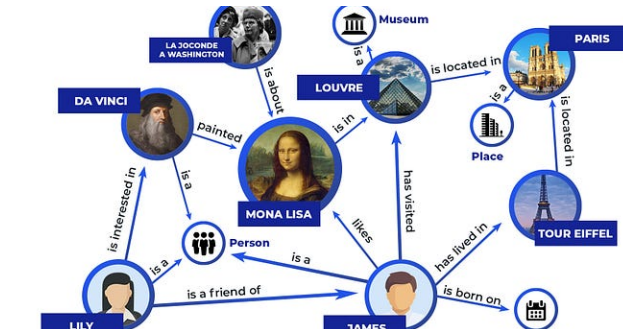 LA JOCONDE
A WASHINGTON
Museum
PARIS
is a
is located in
LOUVRE
DA VINCI
is about
is a
is located in
painted
is in
Place
is interested in
is a
MONA LISA
has visited
TOUR EIFFEL
Person
likes
has lived in
is a
is a
is a friend of
is born on
LILY
JAMES